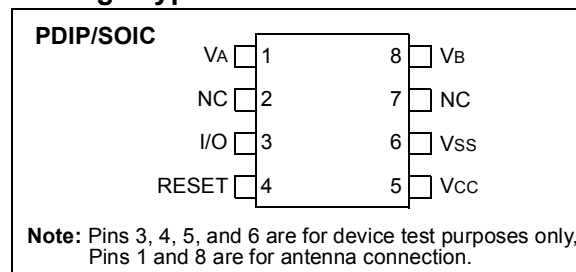 PDIP/SOIC
VA 1 8 VB
NC 2 7 NC
I/O 3 6 VSS
RESET 4 5 VCC
Note: Pins 3, 4, 5, and 6 are for device test purposes only,
Pins 1 and 8 are for antenna connection.